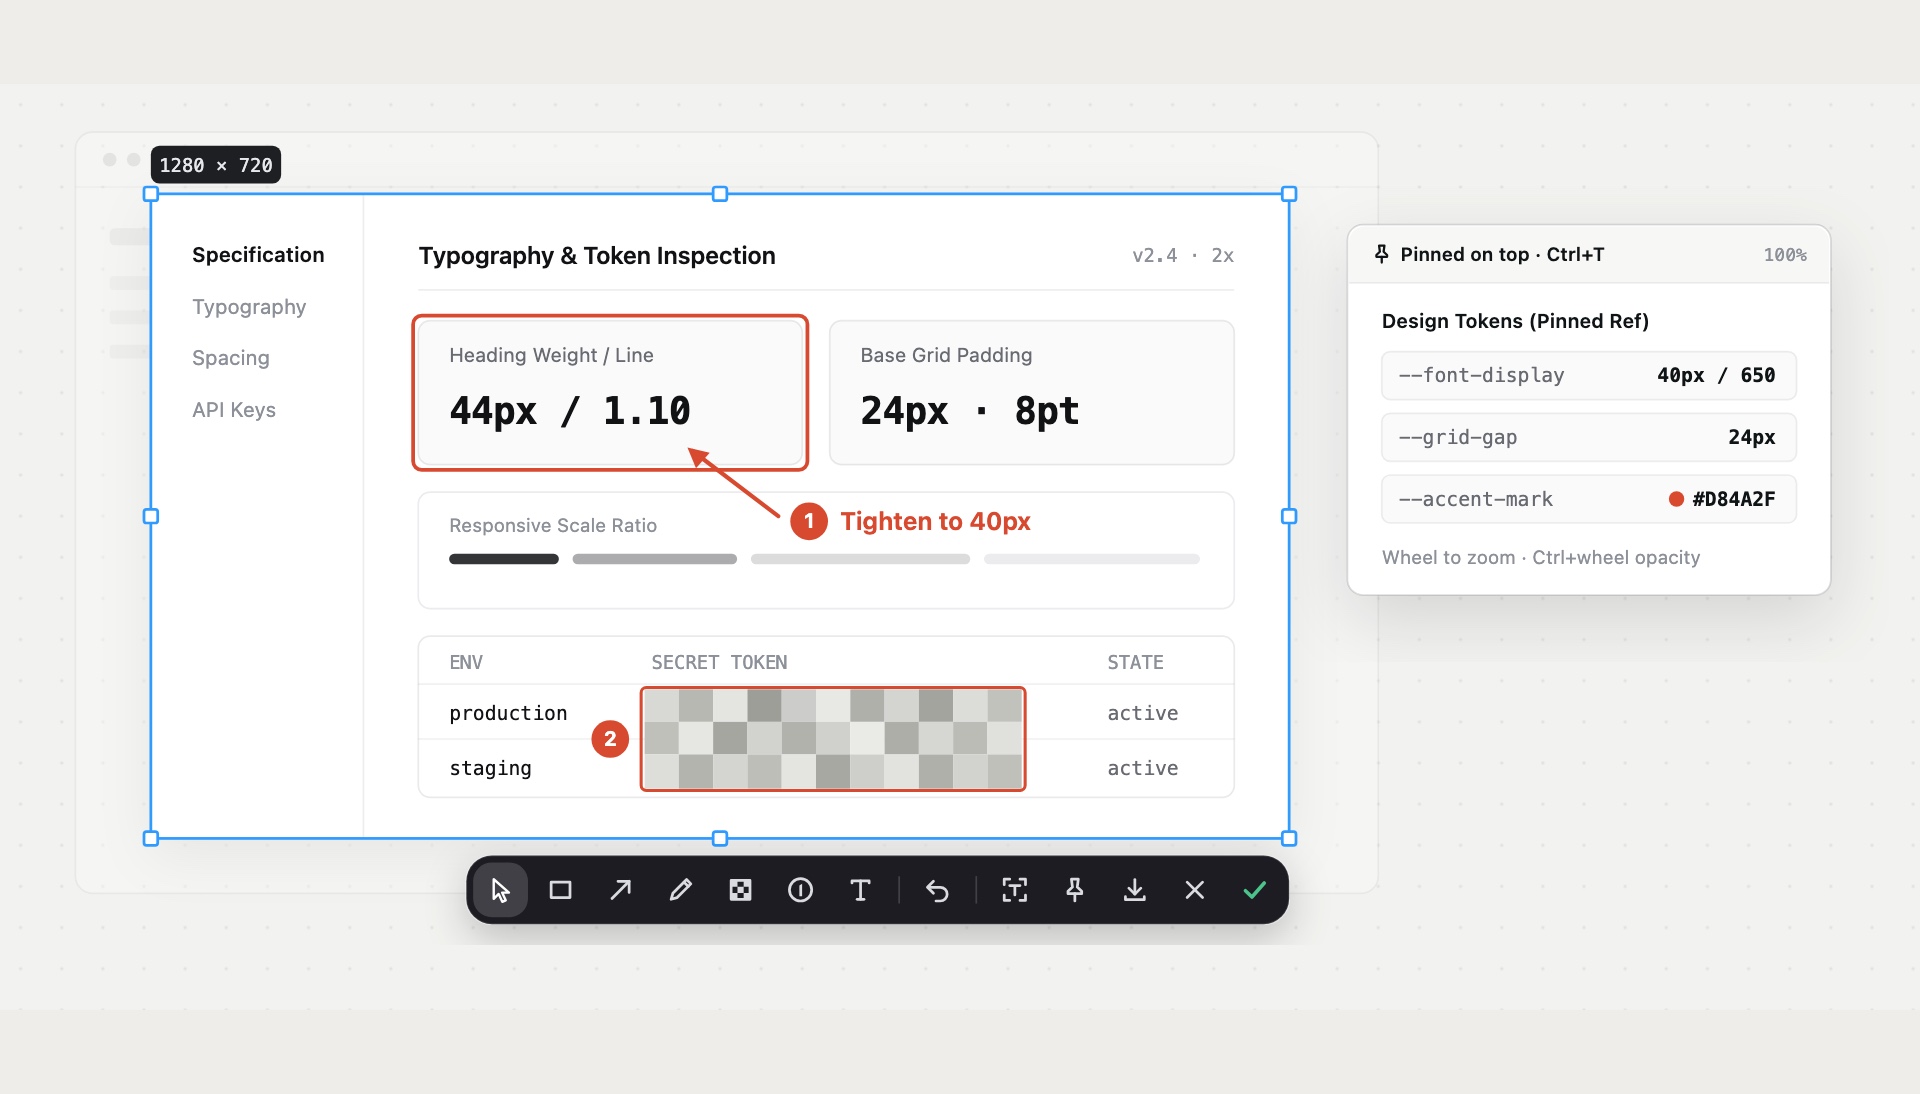 1280 × 720
Specification
Typography
Spacing
API Keys
Typography & Token Inspection
v2.4 · 2x
Heading Weight / Line
44px / 1.10
Base Grid Padding
24px · 8pt
Responsive Scale Ratio
1 Tighten to 40px
ENV SECRET TOKEN STATE
production active
2
staging active
Pinned on top · Ctrl+T 100%
Design Tokens (Pinned Ref)
--font-display 40px / 650
--grid-gap 24px
--accent-mark #D84A2F
Wheel to zoom · Ctrl+wheel opacity